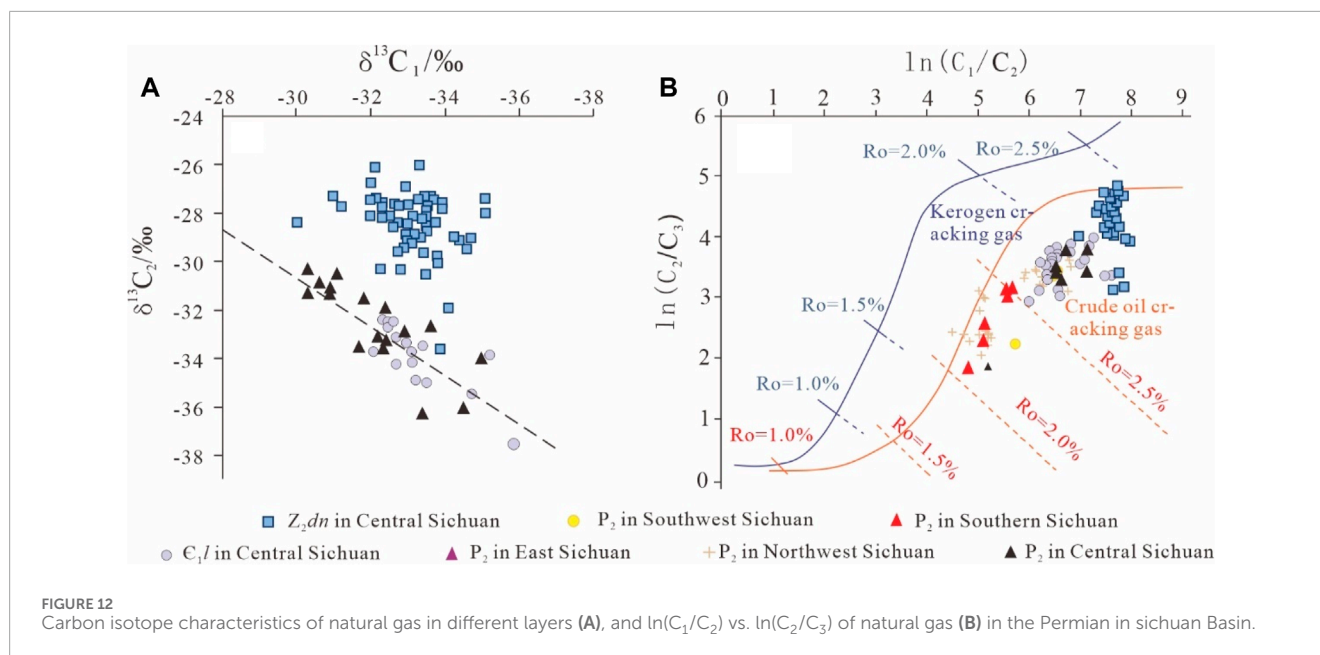 A
δ¹³C₁/‰
-28 -30 -32 -34 -36 -38
-24
-26
-28
-30
-32
-34
-36
-38
δ¹³C₂/‰
B
ln(C₁/C₂)
0 1 2 3 4 5 6 7 8 9
6
5
4
3
2
1
0
ln(C₂/C₃)
Ro=2.0%
Ro=2.5%
Kerogen cr-
acking gas
Ro=1.5%
Crude oil cr-
acking gas
Ro=1.0%
Ro=2.5%
Ro=2.0%
Ro=1.0%
Ro=1.5%
Z₂dn in Central Sichuan
P₂ in Southwest Sichuan
P₂ in Southern Sichuan
Є₁l in Central Sichuan
P₂ in East Sichuan
P₂ in Northwest Sichuan
P₂ in Central Sichuan
FIGURE 12
Carbon isotope characteristics of natural gas in different layers (A), and ln(C₁/C₂) vs. ln(C₂/C₃) of natural gas (B) in the Permian in sichuan Basin.